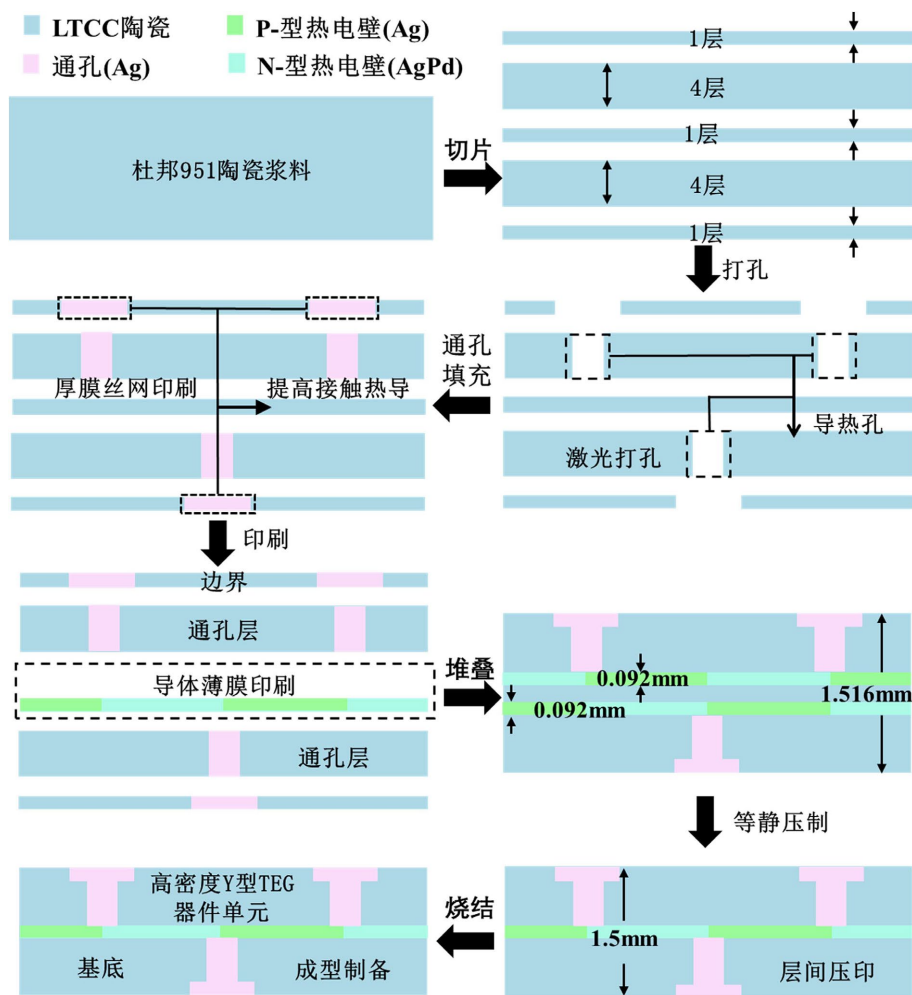 LTCC陶瓷
P-型热电壁(Ag)
通孔(Ag)
N-型热电壁(AgPd)
杜邦951陶瓷浆料
切片
1层
4层
1层
4层
1层
打孔
导热孔
激光打孔
通孔
填充
厚膜丝网印刷
提高接触热导
印刷
边界
通孔层
导体薄膜印刷
通孔层
堆叠
0.092mm
0.092mm
1.516mm
等静压制
1.5mm
层间压印
烧结
高密度Y型TEG
器件单元
基底
成型制备